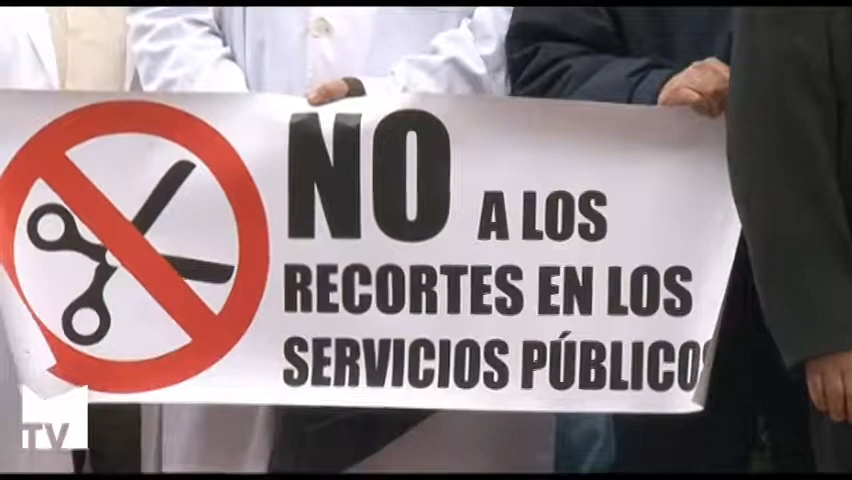 NO A LOS
RECORTES EN LOS
SERVICIOS PÚBLICOS
TV